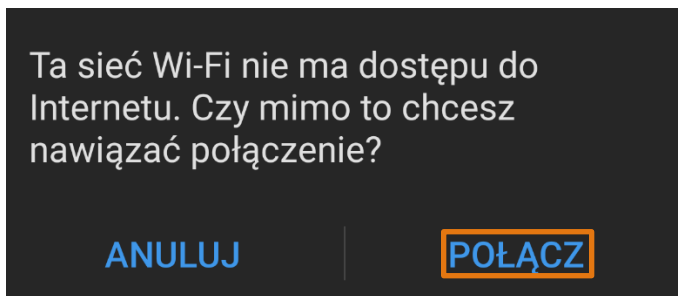 Ta sieć Wi-Fi nie ma dostępu do
Internetu. Czy mimo to chcesz
nawiązać połączenie?
ANULUJ
POŁĄCZ